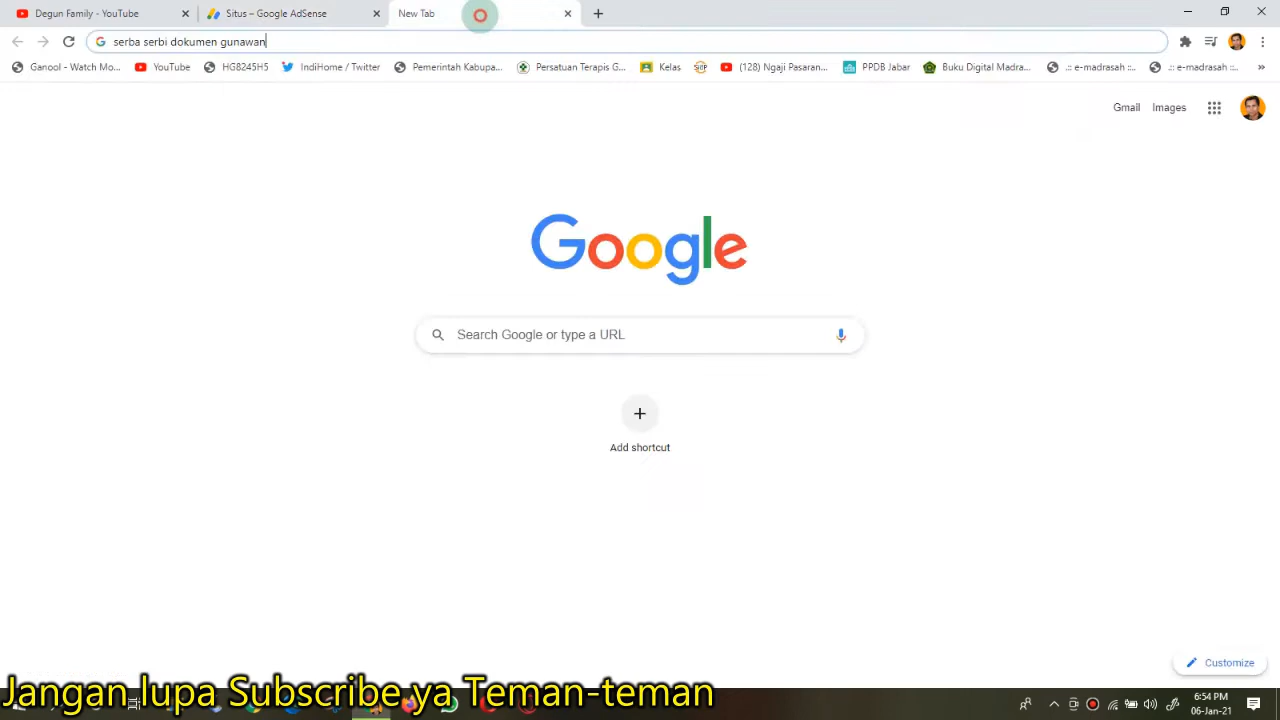 Degun Family - YouTube
Situs – Google AdSense
New Tab
serba serbi dokumen gunawan
Ganool - Watch Mo...
YouTube
HG8245H5
IndiHome / Twitter
Pemerintah Kabupa...
Persatuan Terapis G...
Kelas
(128) Ngaji Pasaran...
PPDB Jabar
Buku Digital Madra...
.:: e-madrasah ::..
.:: e-madrasah ::..
»
Gmail
Images
Google
Search Google or type a URL
Add shortcut
Customize
Jangan lupa Subscribe ya Teman-teman
6:54 PM
06-Jan-21